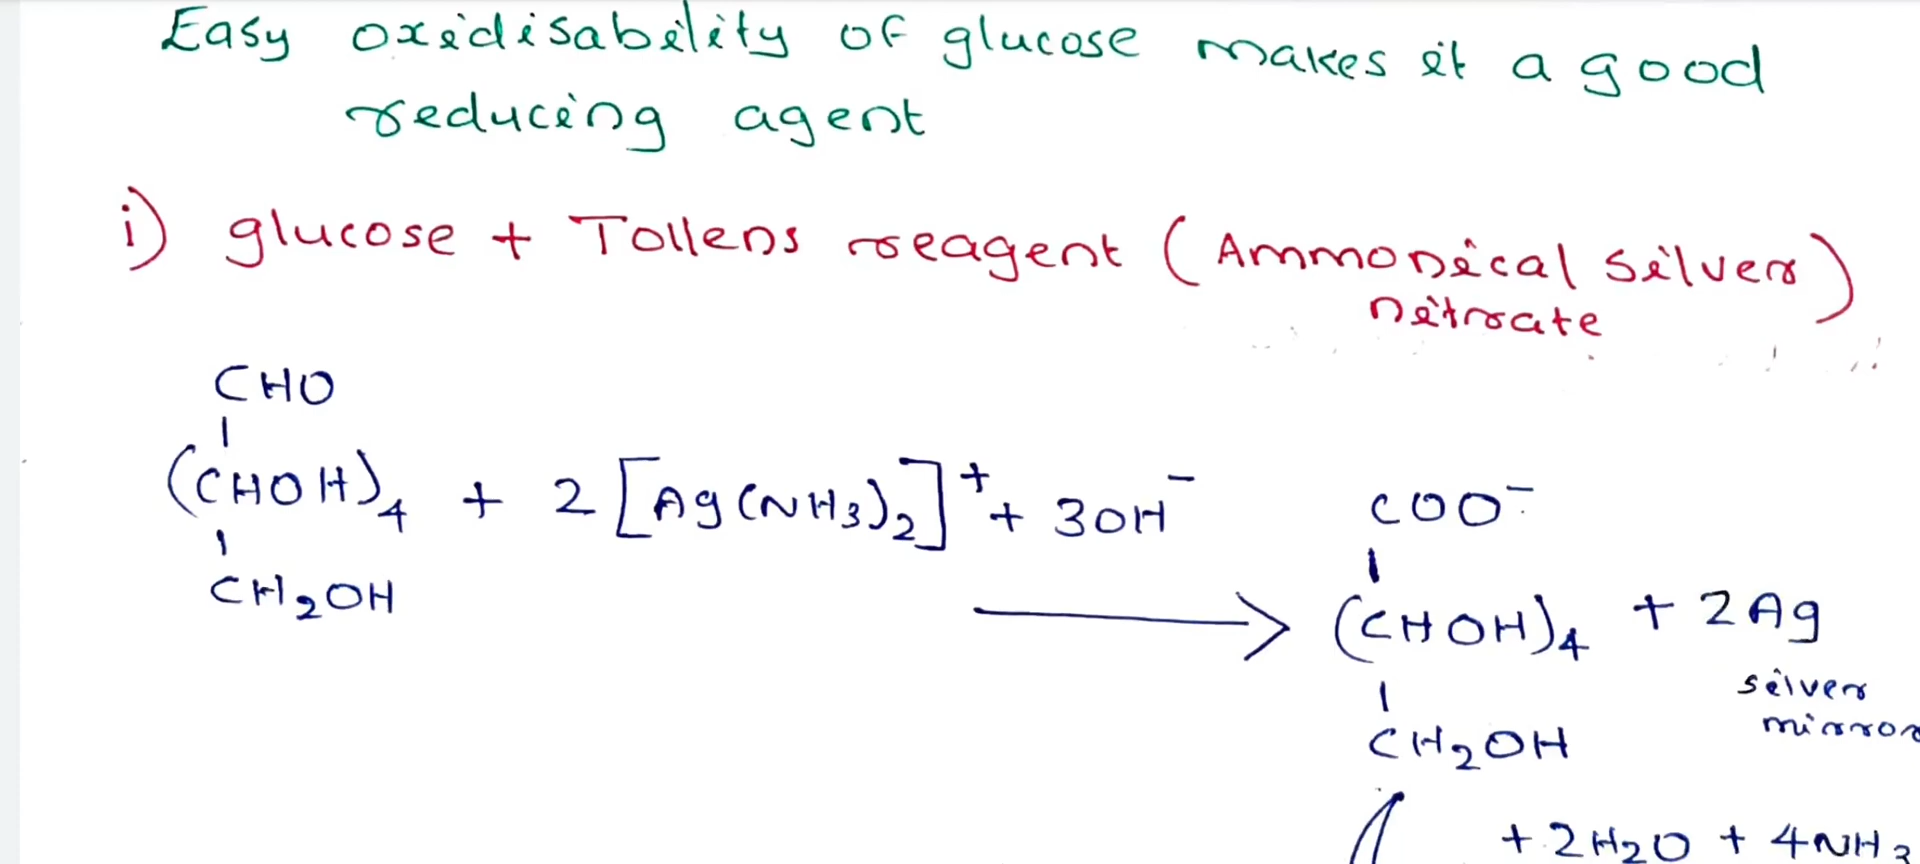 Easy oxidisability of glucose makes it a good
reducing agent
i) glucose + Tollens reagent (Ammonical silver
nitrate)
CHO
|
(CHOH)₄ + 2[Ag(NH₃)₂]⁺ + 3OH⁻
|
CH₂OH
⟶
COO⁻
|
(CHOH)₄ + 2Ag
|
silver
mirror
CH₂OH
+ 2H₂O + 4NH₃